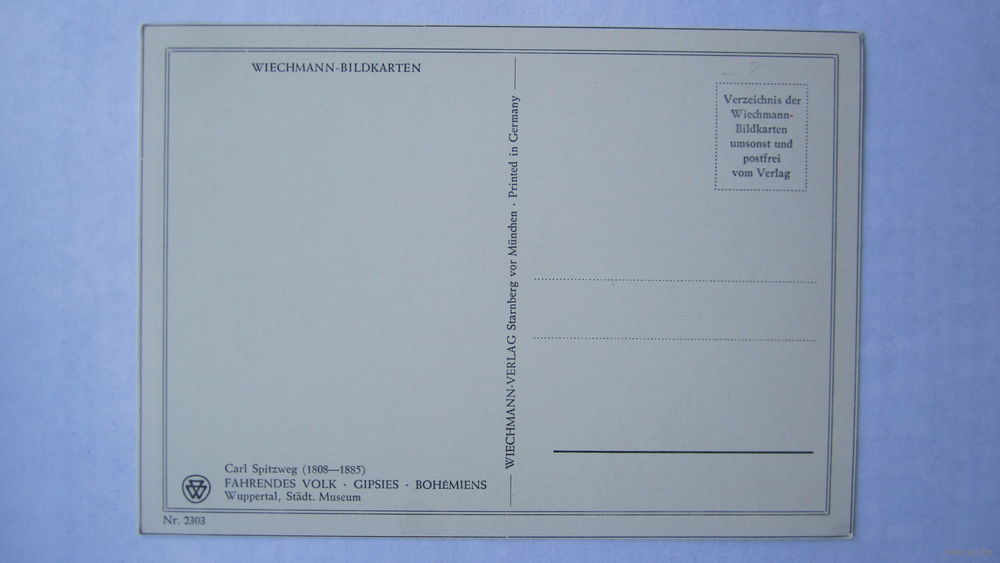 WIECHMANN-BILDKARTEN
Verzeichnis der
Wiechmann-
Bildkarten
umsonst und
postfrei
vom Verlag
WIECHMANN-VERLAG Starnberg vor München · Printed in Germany
Carl Spitzweg (1808—1885)
FAHRENDES VOLK · GIPSIES · BOHÉMIENS
Wuppertal, Städt. Museum
Nr. 2303